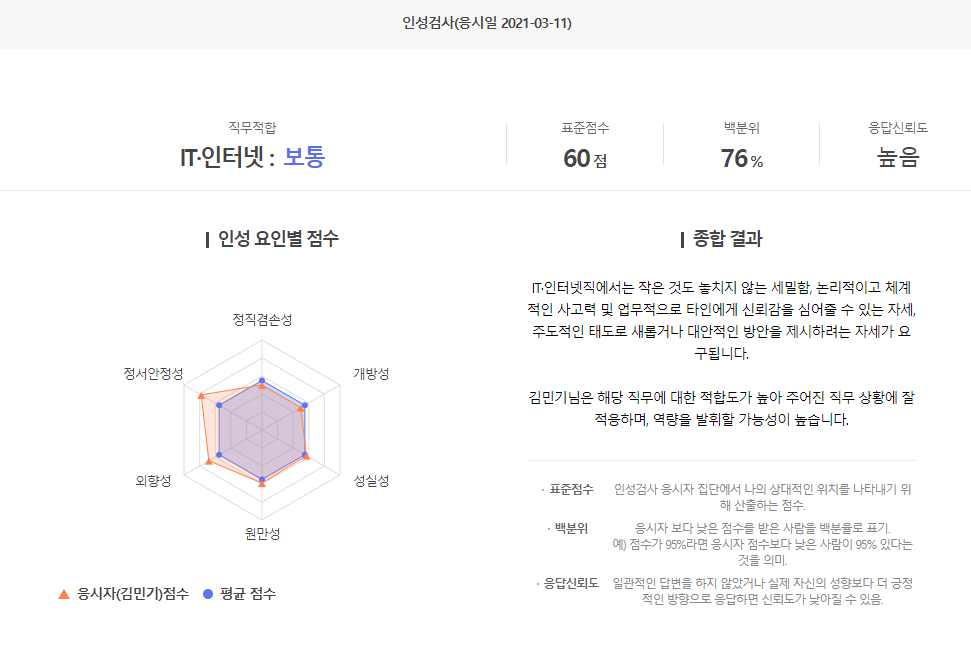 인성검사(응시일 2021-03-11)
직무적합
IT·인터넷 : 보통
표준점수
60 점
백분위
76 %
응답신뢰도
높음
인성 요인별 점수
정직겸손성
정서안정성
개방성
외향성
성실성
원만성
응시자(김민기)점수
평균 점수
종합 결과
IT·인터넷직에서는 작은 것도 놓치지 않는 세밀함, 논리적이고 체계
적인 사고력 및 업무적으로 타인에게 신뢰감을 심어줄 수 있는 자세,
주도적인 태도로 새롭거나 대안적인 방안을 제시하려는 자세가 요
구됩니다.
김민기님은 해당 직무에 대한 적합도가 높아 주어진 직무 상황에 잘
적응하며, 역량을 발휘할 가능성이 높습니다.
· 표준점수
인성검사 응시자 집단에서 나의 상대적인 위치를 나타내기 위
해 산출하는 점수.
· 백분위
응시자 보다 낮은 점수를 받은 사람을 백분율로 표기.
예) 점수가 95%라면 응시자 점수보다 낮은 사람이 95% 있다는
것을 의미.
· 응답신뢰도
일관적인 답변을 하지 않았거나 실제 자신의 성향보다 더 긍정
적인 방향으로 응답하면 신뢰도가 낮아질 수 있음.